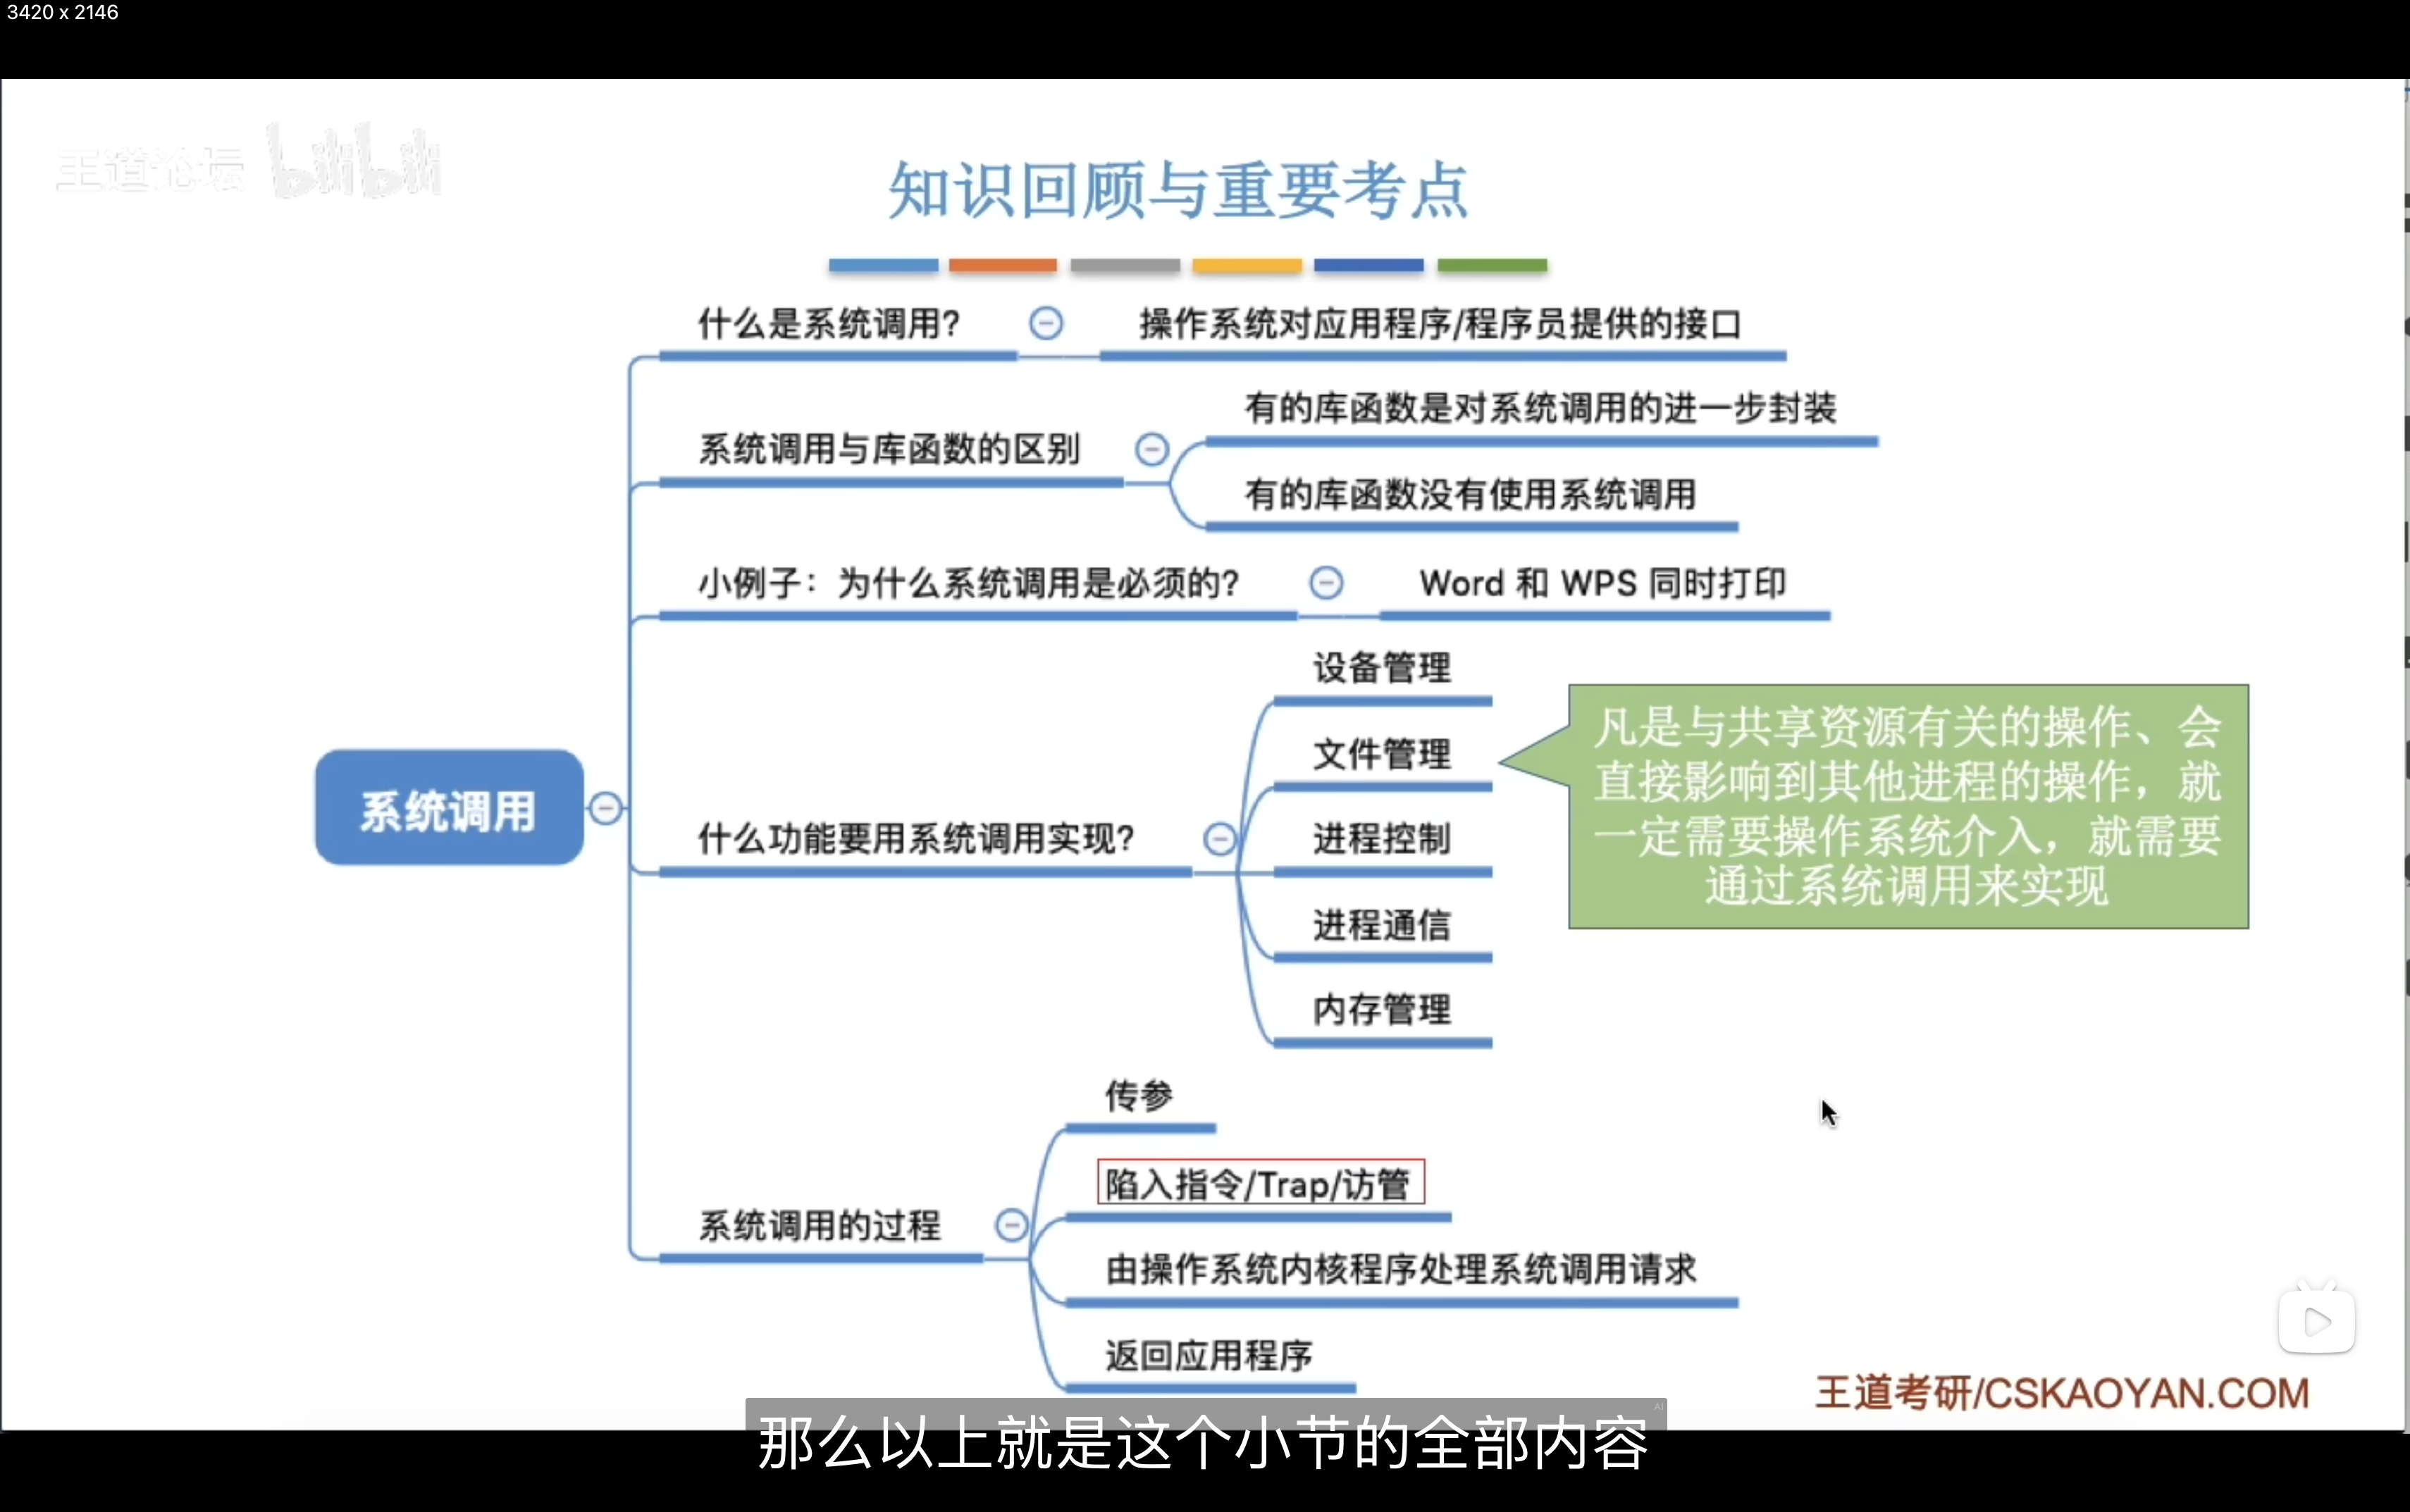 3420 x 2146
王道论坛 bilibili
知识回顾与重要考点
什么是系统调用?
操作系统对应用程序/程序员提供的接口
系统调用与库函数的区别
有的库函数是对系统调用的进一步封装
有的库函数没有使用系统调用
小例子：为什么系统调用是必须的?
Word 和 WPS 同时打印
系统调用
什么功能要用系统调用实现?
设备管理
文件管理
进程控制
进程通信
内存管理
凡是与共享资源有关的操作、会
直接影响到其他进程的操作，就
一定需要操作系统介入，就需要
通过系统调用来实现
系统调用的过程
传参
陷入指令/Trap/访管
由操作系统内核程序处理系统调用请求
返回应用程序
王道考研/CSKAOYAN.COM
AI
那么以上就是这个小节的全部内容